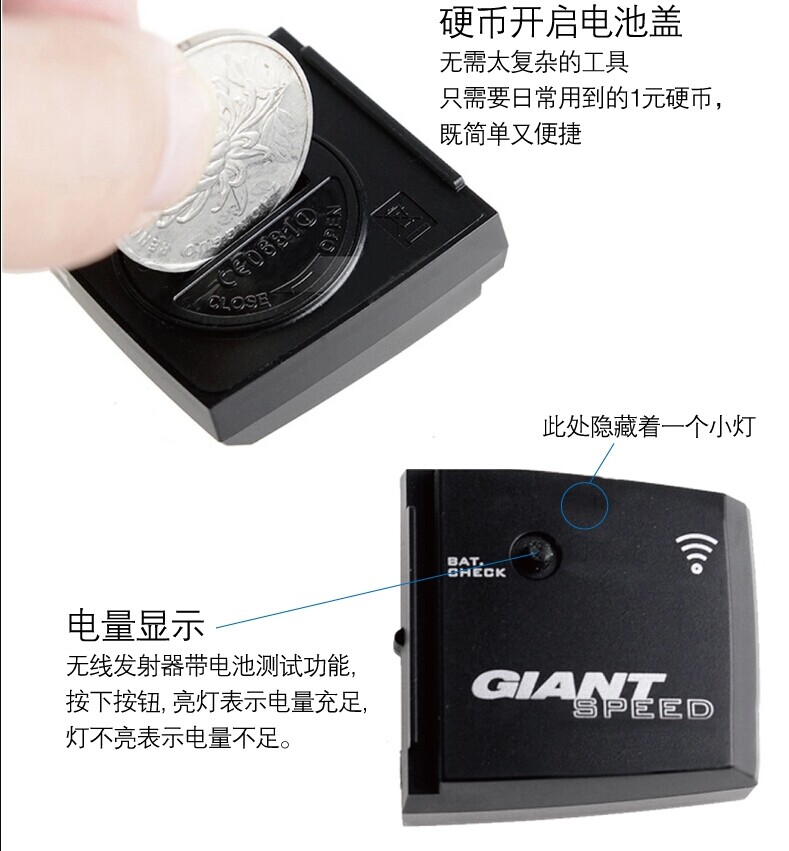 硬币开启电池盖
无需太复杂的工具
只需要日常用到的1元硬币，
既简单又便捷
OPEN
CLOSE
此处隐藏着一个小灯
BAT.
CHECK
电量显示
无线发射器带电池测试功能,
按下按钮, 亮灯表示电量充足,
灯不亮表示电量不足。
GIANT
SPEED